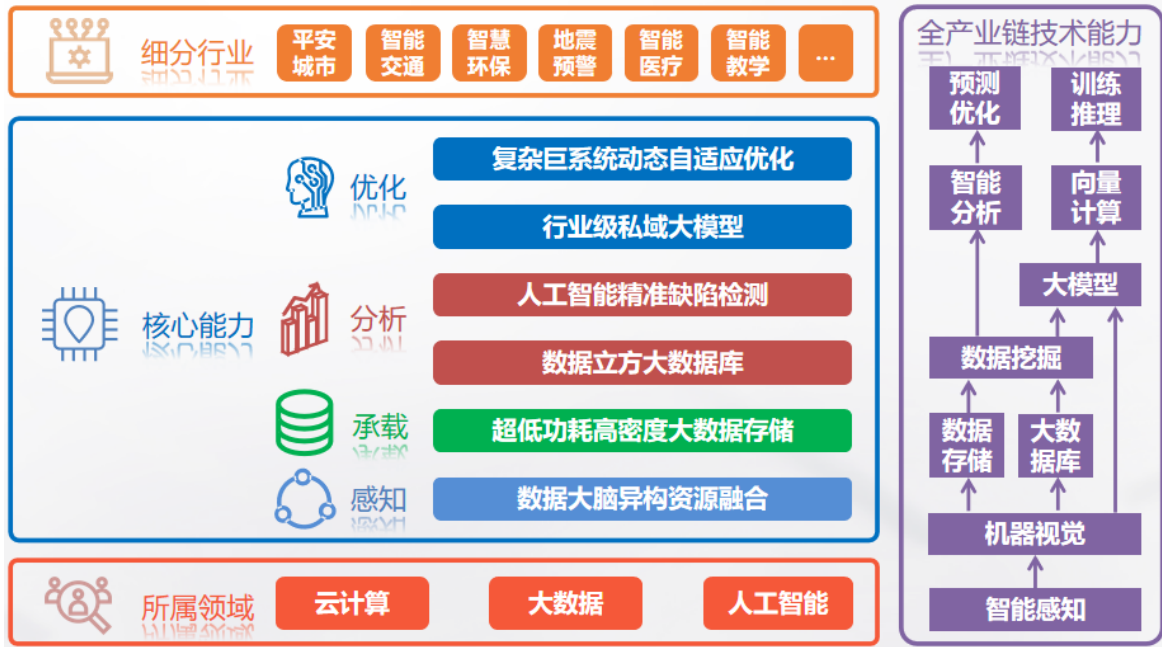 细分行业
平安
城市
智能
交通
智慧
环保
地震
预警
智能
医疗
智能
教学
...
核心能力
优化
复杂巨系统动态自适应优化
行业级私域大模型
分析
人工智能精准缺陷检测
数据立方大数据库
承载
超低功耗高密度大数据存储
感知
数据大脑异构资源融合
所属领域
云计算
大数据
人工智能
全产业链技术能力
预测
优化
训练
推理
智能
分析
向量
计算
大模型
数据挖掘
数据
存储
大数
据库
机器视觉
智能感知